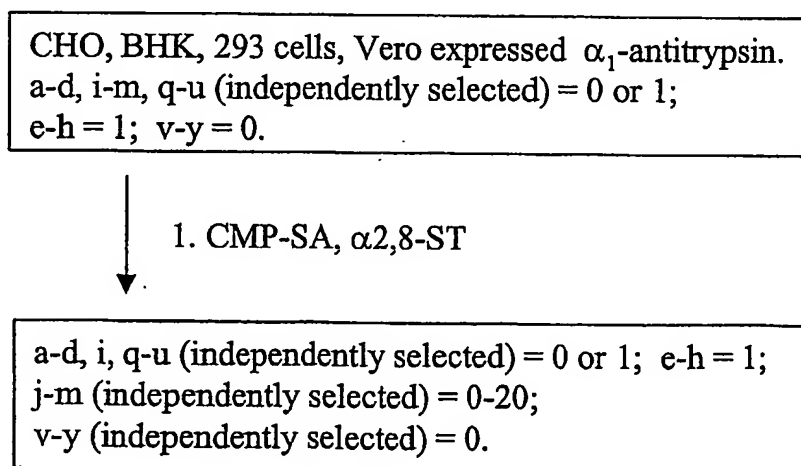 CHO, BHK, 293 cells, Vero expressed α₁-antitrypsin.
a-d, i-m, q-u (independently selected) = 0 or 1;
e-h = 1; v-y = 0.
1. CMP-SA, α2,8-ST
a-d, i, q-u (independently selected) = 0 or 1; e-h = 1;
j-m (independently selected) = 0-20;
v-y (independently selected) = 0.